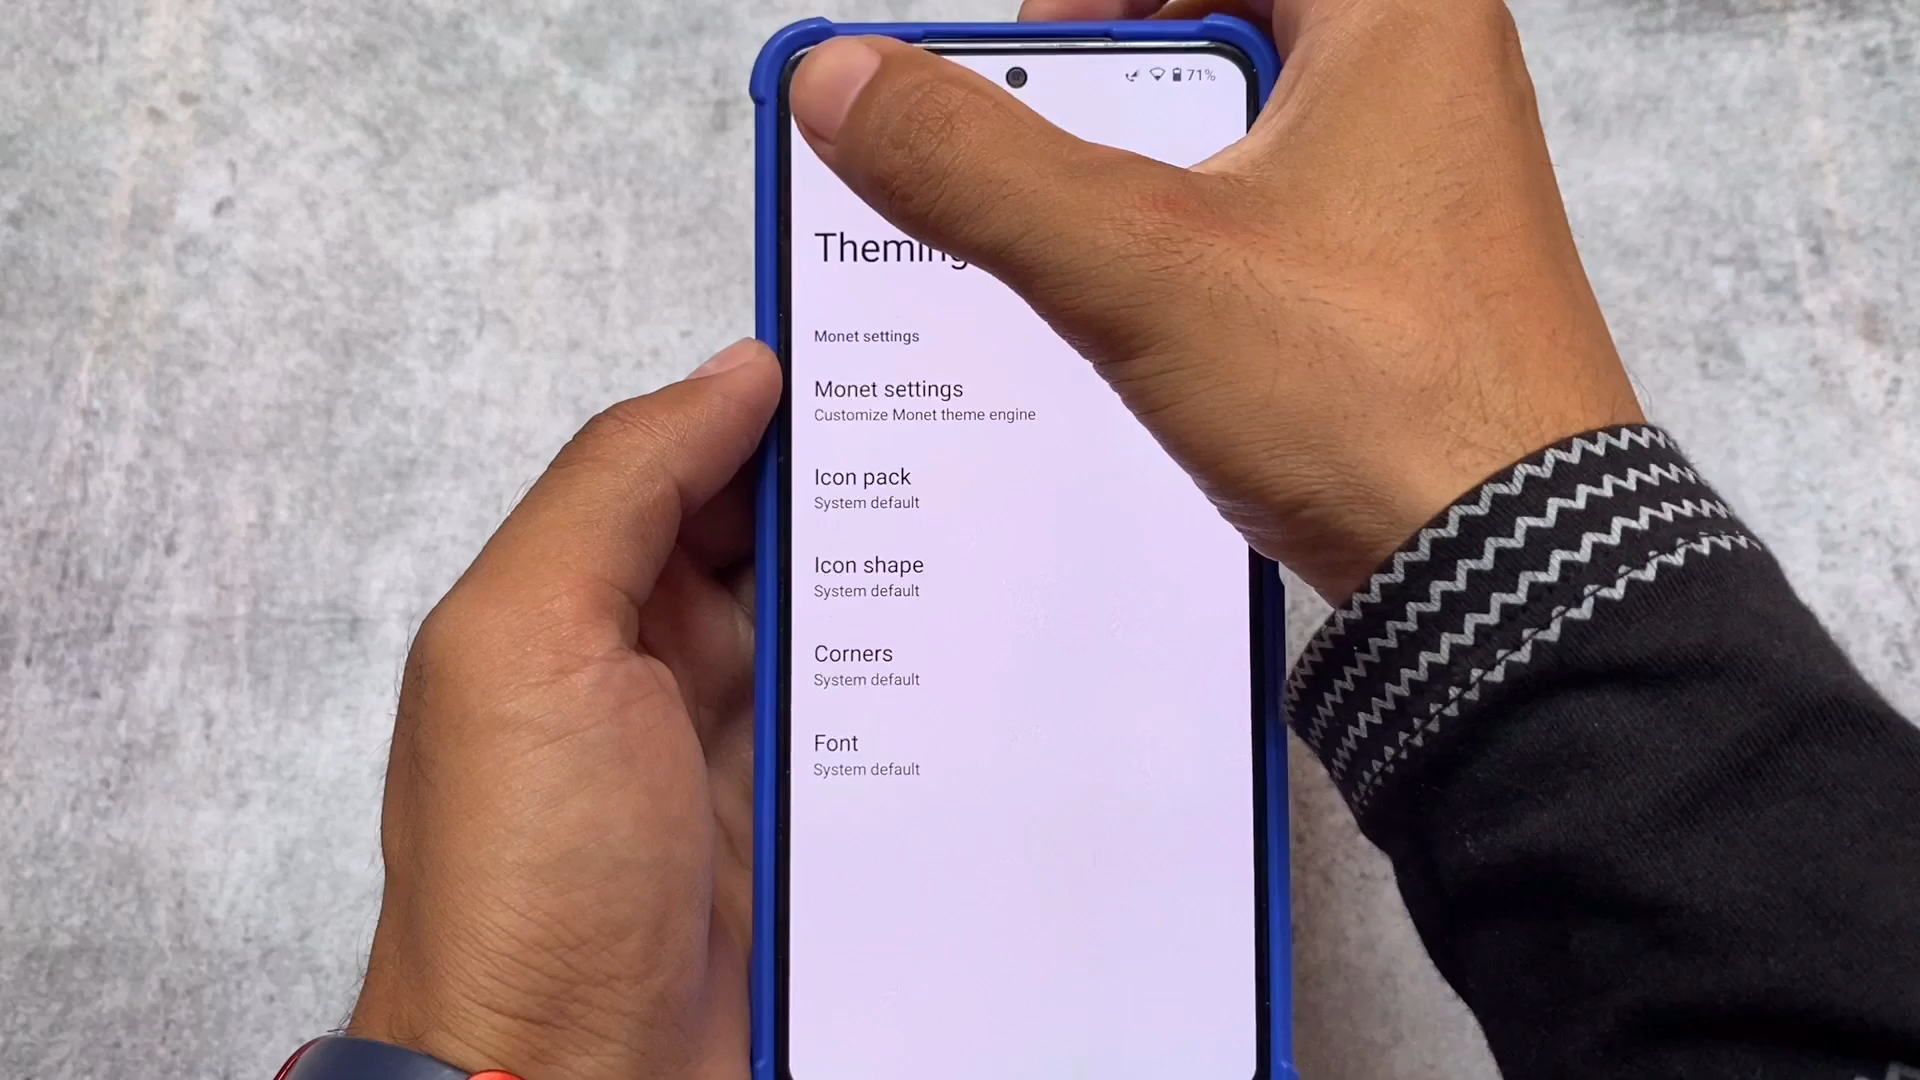 71%
Theming
Monet settings
Monet settings
Customize Monet theme engine
Icon pack
System default
Icon shape
System default
Corners
System default
Font
System default